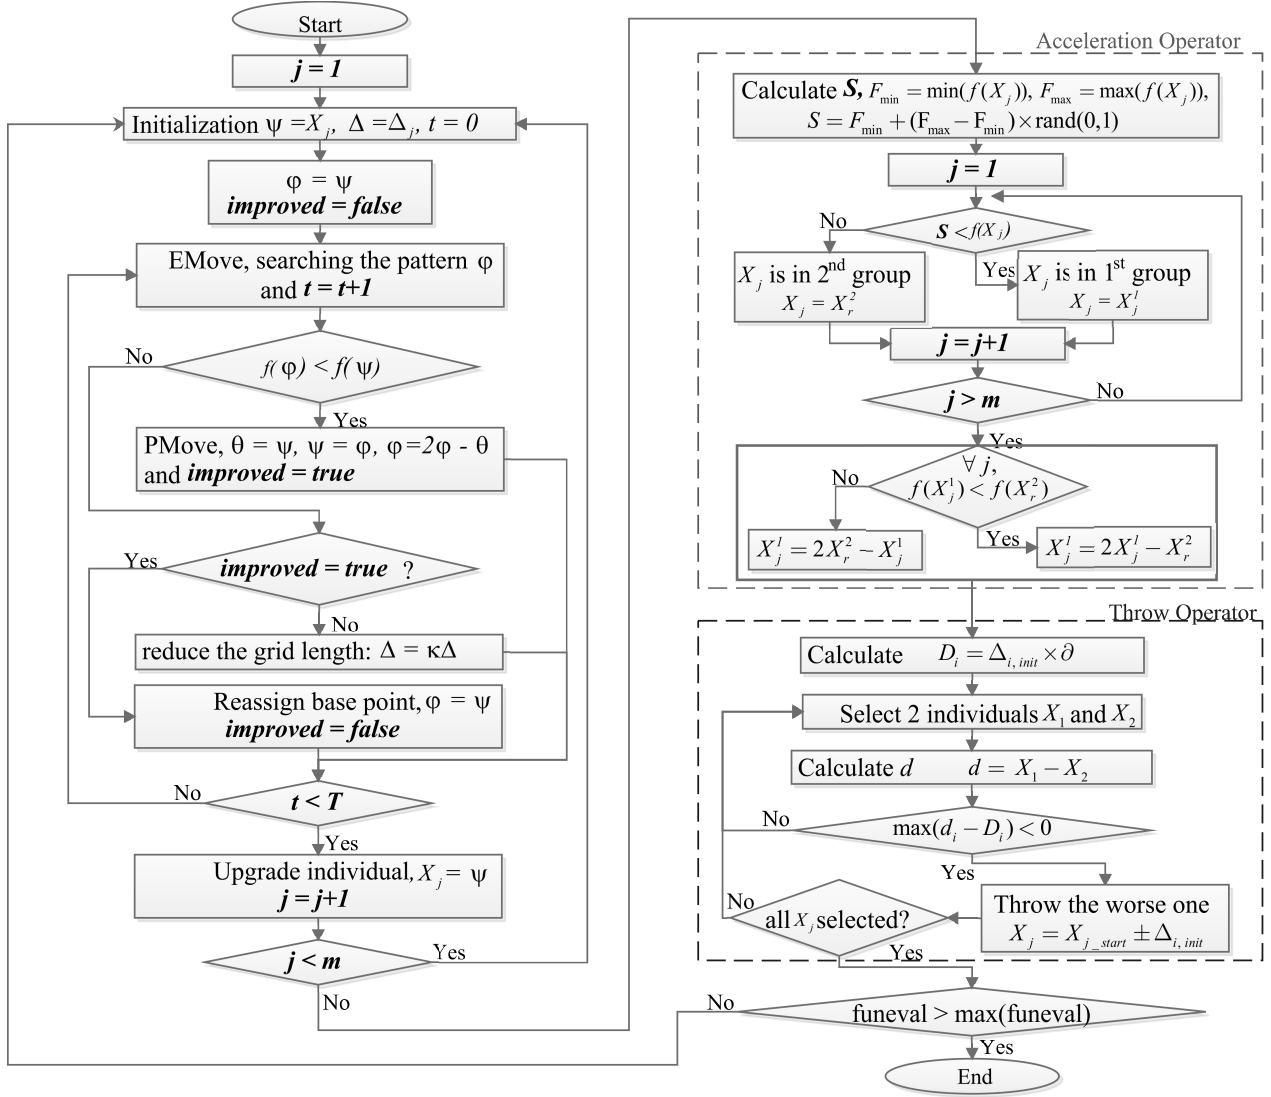 Start
j = 1
Initialization ψ =X_j, Δ =Δ_j, t = 0
φ = ψ
improved = false
EMove, searching the pattern φ
and t = t+1
f(φ) < f(ψ)
No
Yes
PMove, θ = ψ, ψ = φ, φ=2φ - θ
and improved = true
improved = true ?
Yes
No
reduce the grid length: Δ = κΔ
Reassign base point, φ = ψ
improved = false
t < T
No
Yes
Upgrade individual, X_j = ψ
j = j+1
j < m
Yes
No
Acceleration Operator
Calculate S, F_min = min(f(X_j)), F_max = max(f(X_j)),
S = F_min + (F_max − F_min)×rand(0,1)
j = 1
S < f(X_j)
No
Yes
X_j is in 2^nd group
X_j = X_r^2
X_j is in 1^st group
X_j = X_j^1
j = j+1
j > m
No
Yes
∀ j,
f(X_j^1) < f(X_r^2)
No
Yes
X_j^1 = 2X_r^2 − X_j^1
X_j^1 = 2X_j^1 − X_r^2
Throw Operator
Calculate D_i = Δ_i, init × ∂
Select 2 individuals X_1 and X_2
Calculate d d = X_1 − X_2
max(d_i − D_i) < 0
No
Yes
Throw the worse one
X_j = X_j_start ± Δ_i, init
all X_j selected?
No
Yes
funeval > max(funeval)
No
Yes
End